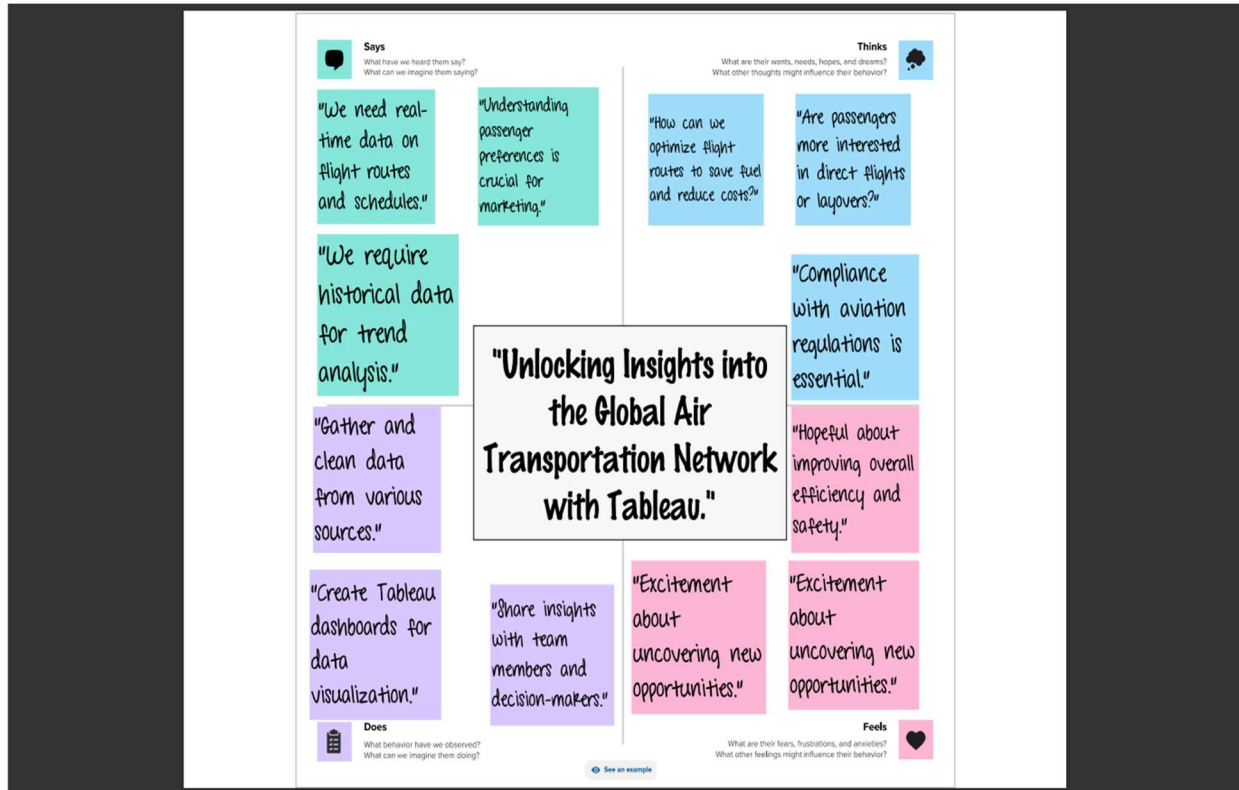 Says
What have we heard them say?
What can we imagine them saying?
Thinks
What are their wants, needs, hopes, and dreams?
What other thoughts might influence their behavior?
"We need real-
time data on
flight routes
and schedules."
"Understanding
passenger
preferences is
crucial for
marketing."
"How can we
optimize flight
routes to save fuel
and reduce costs?"
"Are passengers
more interested
in direct flights
or layovers?"
"We require
historical data
for trend
analysis."
"Compliance
with aviation
regulations is
essential."
"Unlocking Insights into
the Global Air
Transportation Network
with Tableau."
"Gather and
clean data
from various
sources."
"Hopeful about
improving overall
efficiency and
safety."
"Create Tableau
dashboards for
data
visualization."
"Share insights
with team
members and
decision-makers."
"Excitement
about
uncovering new
opportunities."
"Excitement
about
uncovering new
opportunities."
Does
What behavior have we observed?
What can we imagine them doing?
Feels
What are their fears, frustrations, and anxieties?
What other feelings might influence their behavior?
See an example